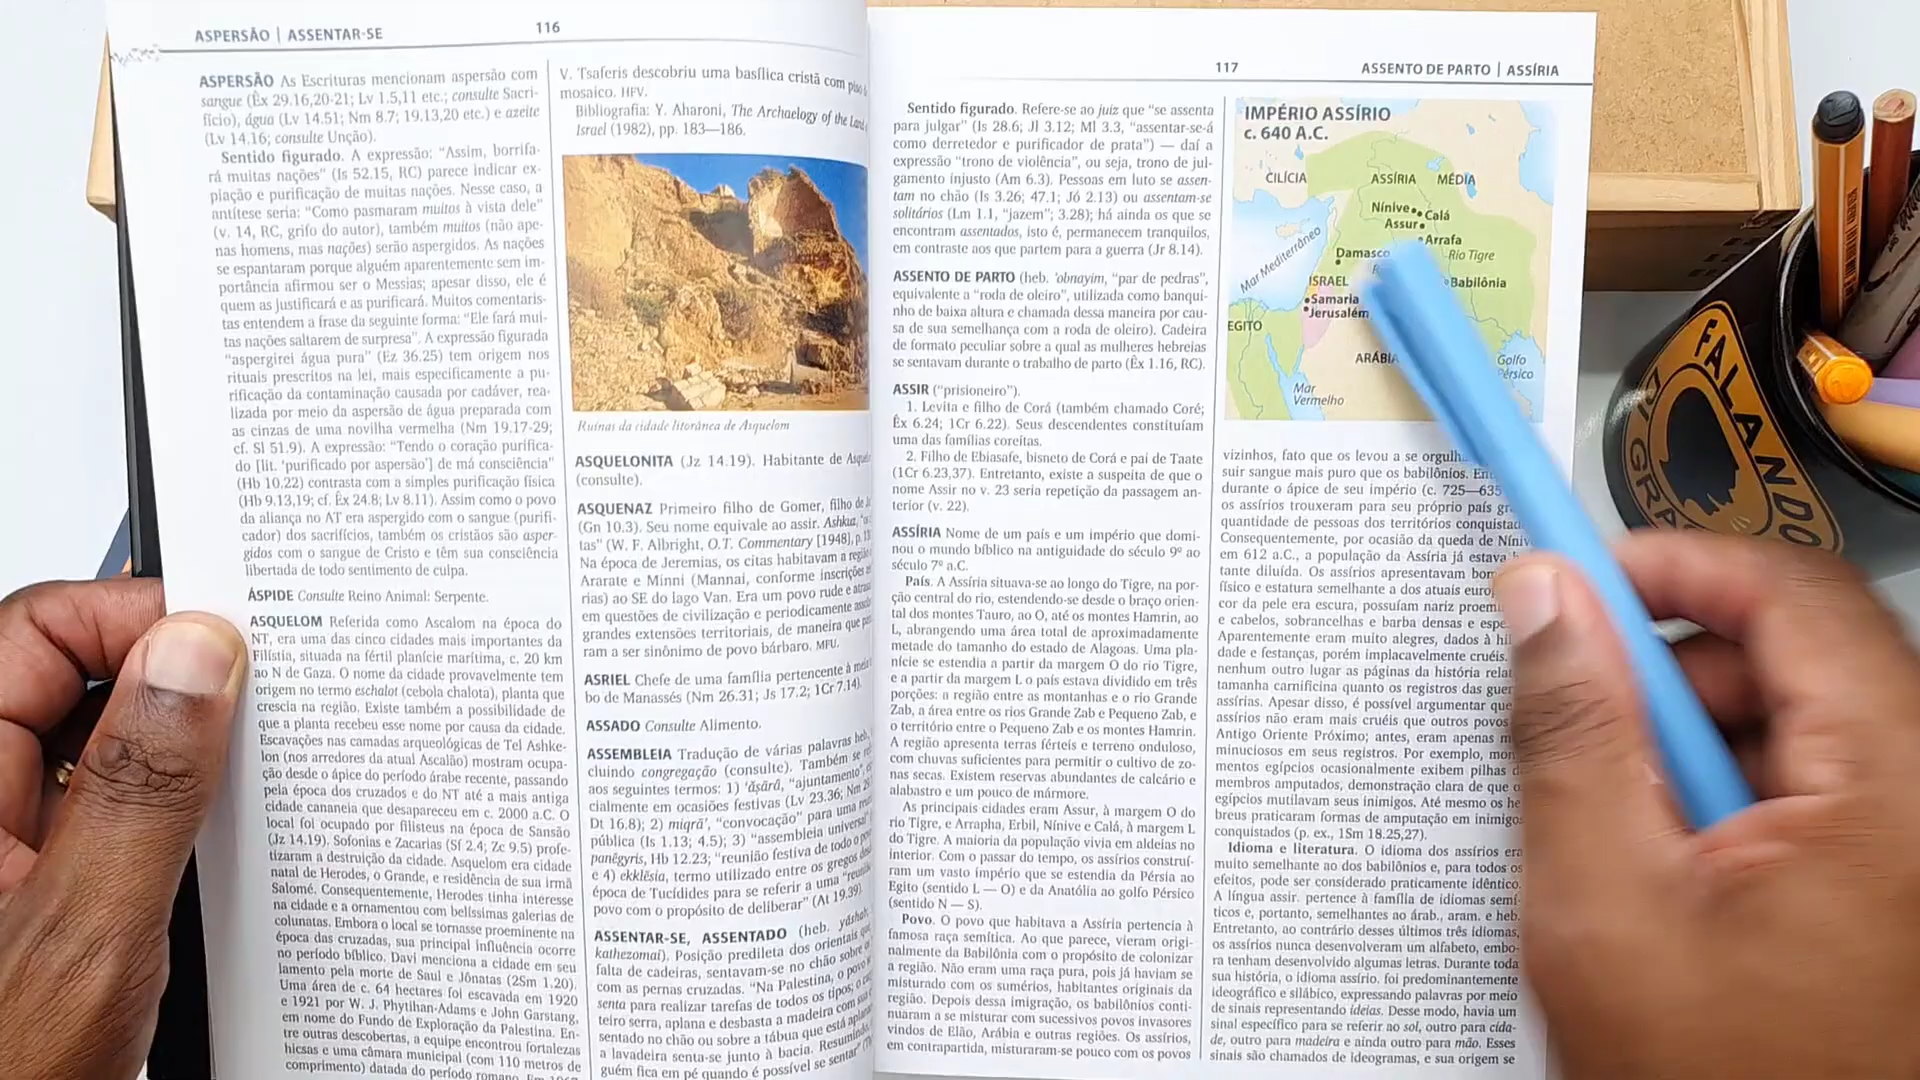 ASPERSÃO | ASSENTAR-SE
116
ASPERSÃO As Escrituras mencionam aspersão com
sangue (Êx 29.16,20-21; Lv 1.5,11 etc.; consulte Sacri-
fício), água (Lv 14.51; Nm 8.7; 19.13,20 etc.) e azeite
(Lv 14.16; consulte Unção).
Sentido figurado. A expressão: “Assim, borrifa-
rá muitas nações” (Is 52.15, RC) parece indicar ex-
piação e purificação de muitas nações. Nesse caso, a
antítese seria: “Como pasmaram muitos à vista dele”
(v. 14, RC, grifo do autor), também muitos (não ape-
nas homens, mas nações) serão aspergidos. As nações
se espantaram porque alguém aparentemente sem im-
portância afirmou ser o Messias; apesar disso, ele é
quem as justificará e as purificará. Muitos comentaris-
tas entendem a frase da seguinte forma: “Ele fará mui-
tas nações saltarem de surpresa”. A expressão figurada
“aspergirei água pura” (Ez 36.25) tem origem nos
rituais prescritos na lei, mais especificamente a pu-
rificação da contaminação causada por cadáver, rea-
lizada por meio da aspersão de água preparada com
as cinzas de uma novilha vermelha (Nm 19.17-29;
cf. Sl 51.9). A expressão: “Tendo o coração purifica-
do [lit. ‘purificado por aspersão’] de má consciência”
(Hb 10,22) contrasta com a simples purificação física
(Hb 9.13,19; cf. Êx 24.8; Lv 8.11). Assim como o povo
da aliança no AT era aspergido com o sangue (purifi-
cador) dos sacrifícios, também os cristãos são asper-
gidos com o sangue de Cristo e têm sua consciência
libertada de todo sentimento de culpa.
ÁSPIDE Consulte Reino Animal: Serpente.
ASQUELOM Referida como Ascalom na época do
NT, era uma das cinco cidades mais importantes da
Filístia, situada na fértil planície marítima, c. 20 km
ao N de Gaza. O nome da cidade provavelmente tem
origem no termo eschalot (cebola chalota), planta que
crescia na região. Existe também a possibilidade de
que a planta recebeu esse nome por causa da cidade.
Escavações nas camadas arqueológicas de Tel Ashke-
lon (nos arredores da atual Ascalão) mostram ocupa-
ção desde o ápice do período árabe recente, passando
pela época dos cruzados e do NT até a mais antiga
cidade cananeia que desapareceu em c. 2000 a.C. O
local foi ocupado por filisteus na época de Sansão
(Jz 14.19). Sofonias e Zacarias (Sf 2.4; Zc 9.5) profe-
tizaram a destruição da cidade. Asquelom era cidade
natal de Herodes, o Grande, e residência de sua irmã
Salomé. Consequentemente, Herodes tinha interesse
na cidade e a ornamentou com belíssimas galerias de
colunatas. Embora o local se tornasse proeminente na
época das cruzadas, sua principal influência ocorre
no período bíblico. Davi menciona a cidade em seu
lamento pela morte de Saul e Jônatas (2Sm 1.20).
Uma área de c. 64 hectares foi escavada em 1920
e 1921 por W. J. Phytihan-Adams e John Garstang,
em nome do Fundo de Exploração da Palestina. En-
tre outras descobertas, a equipe encontrou fortalezas
hicsas e uma câmara municipal (com 110 metros de
comprimento) datada do período romano. Em
V. Tsaferis descobriu uma basílica cristã com piso
mosaico. HFV.
Bibliografia: Y. Aharoni, The Archaelogy of the Land
Israel (1982), pp. 183—186.
Ruínas da cidade litorânea de Asquelom
ASQUELONITA (Jz 14.19). Habitante de
(consulte).
ASQUENAZ Primeiro filho de Gomer, filho de
(Gn 10.3). Seu nome equivale ao assir. Ashkua,
tas” (W. F. Albright, O.T. Commentary [1948],
Na época de Jeremias, os citas habitavam a região
Ararate e Minni (Mannai, conforme inscrições
rias) ao SE do lago Van. Era um povo rude e
em questões de civilização e periodicamente
grandes extensões territoriais, de maneira que
ram a ser sinônimo de povo bárbaro. MFU.
ASRIEL Chefe de uma família pertencente à
bo de Manassés (Nm 26.31; Js 17.2; 1Cr 7.14).
ASSADO Consulte Alimento.
ASSEMBLEIA Tradução de várias palavras heb.,
cluindo congregação (consulte). Também se
aos seguintes termos: 1) ‘ăṣārâ, “ajuntamento”,
cialmente em ocasiões festivas (Lv 23.36; Nm
Dt 16.8); 2) miqrā’, “convocação” para uma
pública (Is 1.13; 4.5); 3) “assembleia universal”
panêgyris, Hb 12.23; “reunião festiva de todo o
e 4) ekklêsía, termo utilizado entre os gregos
época de Tucídides para se referir a uma
povo com o propósito de deliberar” (At 19.39).
ASSENTAR-SE, ASSENTADO (heb. yāshab,
kathezomai). Posição predileta dos orientais
falta de cadeiras, sentavam-se no chão sobre
com as pernas cruzadas. “Na Palestina, o povo
senta para realizar tarefas de todos os tipos; o
teiro serra, aplana e desbasta a madeira com
sentado no chão ou sobre a tábua que está
a lavadeira senta-se junto à bacia. Resumindo,
guém fica em pé quando é possível se sentar”
117
ASSENTO DE PARTO | ASSÍRIA
Sentido figurado. Refere-se ao juiz que “se assenta
para julgar” (Is 28.6; Jl 3.12; Ml 3.3, “assentar-se-á
como derretedor e purificador de prata”) — daí a
expressão “trono de violência”, ou seja, trono de jul-
gamento injusto (Am 6.3). Pessoas em luto se assen-
tam no chão (Is 3.26; 47.1; Jó 2.13) ou assentam-se
solitários (Lm 1.1, “jazem”; 3.28); há ainda os que se
encontram assentados, isto é, permanecem tranquilos,
em contraste aos que partem para a guerra (Jr 8.14).
ASSENTO DE PARTO (heb. ’obnayim, “par de pedras”,
equivalente a “roda de oleiro”, utilizada como banqui-
nho de baixa altura e chamada dessa maneira por cau-
sa de sua semelhança com a roda de oleiro). Cadeira
de formato peculiar sobre a qual as mulheres hebreias
se sentavam durante o trabalho de parto (Êx 1.16, RC).
ASSIR (“prisioneiro”).
1. Levita e filho de Corá (também chamado Coré;
Êx 6.24; 1Cr 6.22). Seus descendentes constituíam
uma das famílias coreítas.
2. Filho de Ebiasafe, bisneto de Corá e pai de Taate
(1Cr 6.23,37). Entretanto, existe a suspeita de que o
nome Assir no v. 23 seria repetição da passagem an-
terior (v. 22).
ASSÍRIA Nome de um país e um império que domi-
nou o mundo bíblico na antiguidade do século 9º ao
século 7º a.C.
País. A Assíria situava-se ao longo do Tigre, na por-
ção central do rio, estendendo-se desde o braço orien-
tal dos montes Tauro, ao O, até os montes Hamrin, ao
L, abrangendo uma área total de aproximadamente
metade do tamanho do estado de Alagoas. Uma pla-
nície se estendia a partir da margem O do rio Tigre,
e a partir da margem L o país estava dividido em três
porções: a região entre as montanhas e o rio Grande
Zab, a área entre os rios Grande Zab e Pequeno Zab, e
o território entre o Pequeno Zab e os montes Hamrin.
A região apresenta terras férteis e terreno onduloso,
com chuvas suficientes para permitir o cultivo de zo-
nas secas. Existem reservas abundantes de calcário e
alabastro e um pouco de mármore.
As principais cidades eram Assur, à margem O do
rio Tigre, e Arrapha, Erbil, Nínive e Calá, à margem L
do Tigre. A maioria da população vivia em aldeias no
interior. Com o passar do tempo, os assírios construí-
ram um vasto império que se estendia da Pérsia ao
Egito (sentido L — O) e da Anatólia ao golfo Pérsico
(sentido N — S).
Povo. O povo que habitava a Assíria pertencia à
famosa raça semítica. Ao que parece, vieram origi-
nalmente da Babilônia com o propósito de colonizar
a região. Não eram uma raça pura, pois já haviam se
misturado com os sumérios, habitantes originais da
região. Depois dessa imigração, os babilônios conti-
nuaram a se misturar com sucessivos povos invasores
vindos de Elão, Arábia e outras regiões. Os assírios,
em contrapartida, misturaram-se pouco com os povos
IMPÉRIO ASSÍRIO
c. 640 A.C.
CILÍCIA
ASSÍRIA
MÉDIA
Nínive
Calá
Assur
Arrafa
Mar Mediterrâneo
Damasco
Rio Tigre
ISRAEL
Babilônia
Samaria
Jerusalém
EGITO
ARÁBIA
Golfo
Pérsico
Mar
Vermelho
vizinhos, fato que os levou a se
suir sangue mais puro que os babilônios.
durante o ápice de seu império (c. 725—635
os assírios trouxeram para seu próprio país
quantidade de pessoas dos territórios
Consequentemente, por ocasião da queda de
em 612 a.C., a população da Assíria já estava
tante diluída. Os assírios apresentavam
físico e estatura semelhante a dos atuais
cor da pele era escura, possuíam nariz
e cabelos, sobrancelhas e barba densas e
Aparentemente eram muito alegres, dados à
dade e festanças, porém implacavelmente cruéis.
nenhum outro lugar as páginas da história
tamanha carnificina quanto os registros das
assírias. Apesar disso, é possível argumentar que
assírios não eram mais cruéis que outros povos
Antigo Oriente Próximo; antes, eram apenas
minuciosos em seus registros. Por exemplo,
mentos egípcios ocasionalmente exibem pilhas
membros amputados, demonstração clara de que
egípcios mutilavam seus inimigos. Até mesmo os he
breus praticaram formas de amputação em inimigos
conquistados (p. ex., 1Sm 18.25,27).
Idioma e literatura. O idioma dos assírios era
muito semelhante ao dos babilônios e, para todos os
efeitos, pode ser considerado praticamente idêntico.
A língua assir. pertence à família de idiomas semí-
ticos e, portanto, semelhantes ao árab., aram. e heb.
Entretanto, ao contrário desses últimos três idiomas,
os assírios nunca desenvolveram um alfabeto, embo-
ra tenham desenvolvido algumas letras. Durante toda
sua história, o idioma assírio. foi predominantemente
ideográfico e silábico, expressando palavras por meio
de sinais representando ideias. Desse modo, havia um
sinal específico para se referir ao sol, outro para cida-
de, outro para madeira e ainda outro para mão. Esses
sinais são chamados de ideogramas, e sua origem se
FALANDO